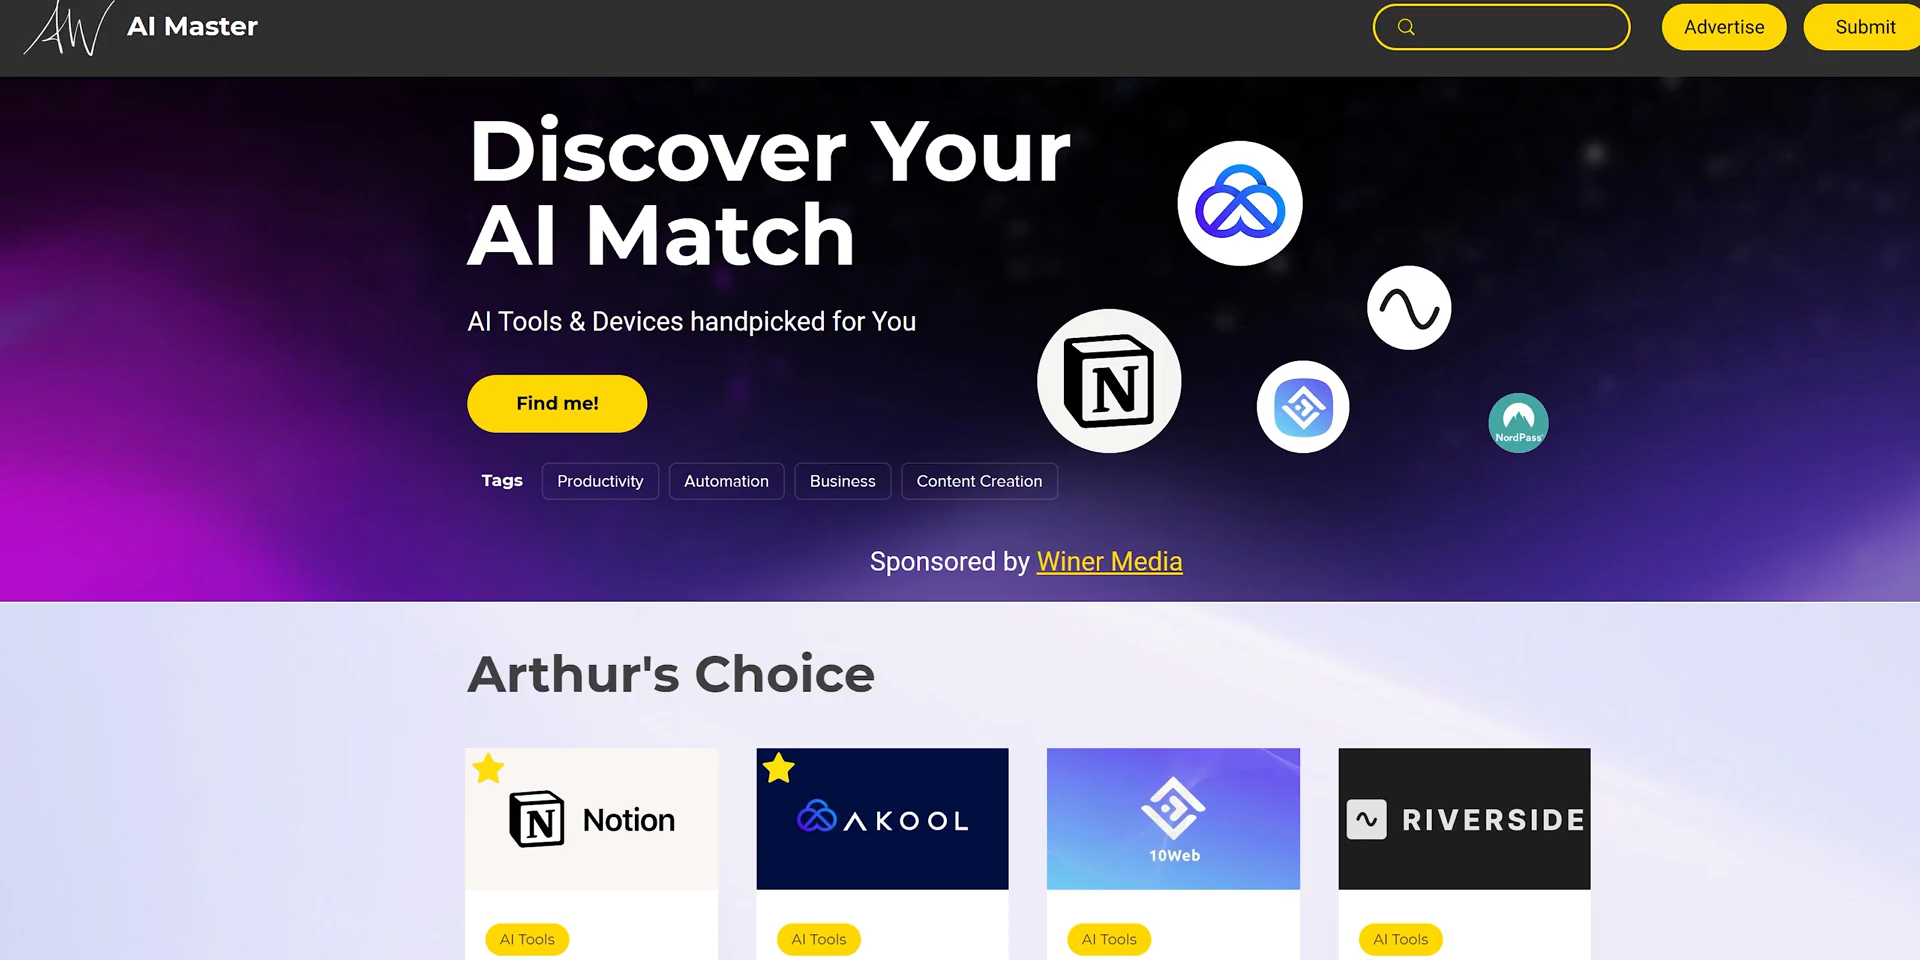 AW AI Master
Advertise
Submit
Discover Your
AI Match
AI Tools & Devices handpicked for You
Find me!
Tags Productivity Automation Business Content Creation
N
NordPass
Sponsored by Winer Media
Arthur's Choice
N Notion
AKOOL
10Web
RIVERSIDE
AI Tools
AI Tools
AI Tools
AI Tools